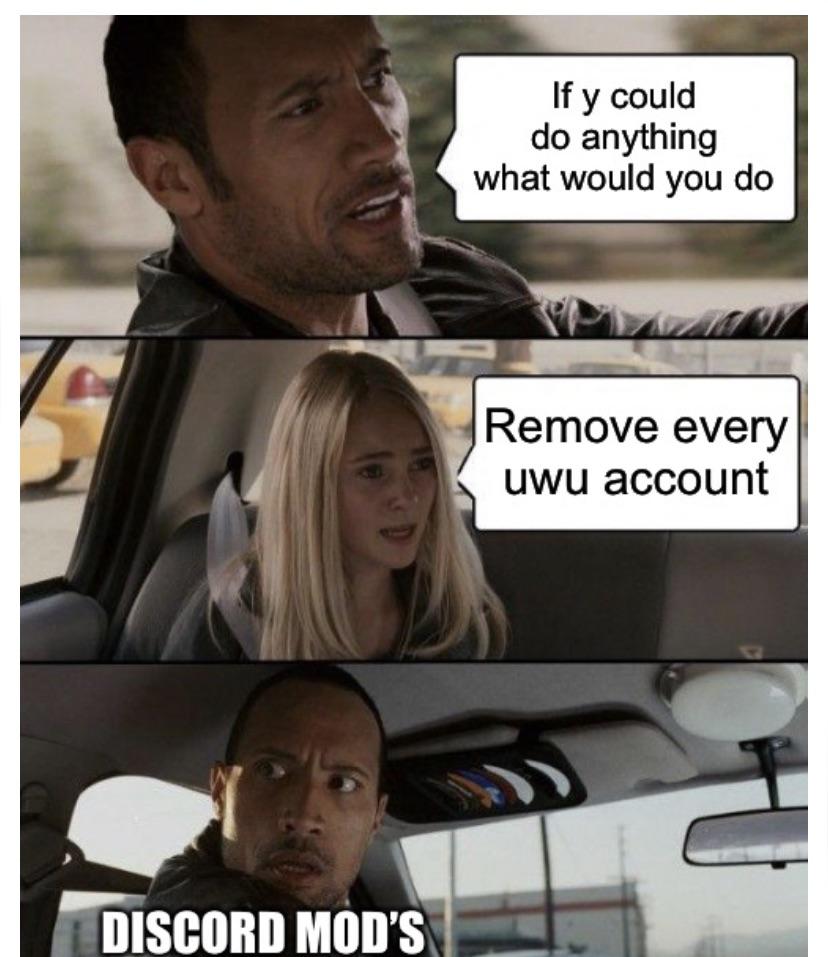 If y could
do anything
what would you do
Remove every
uwu account
DISCORD MOD'S